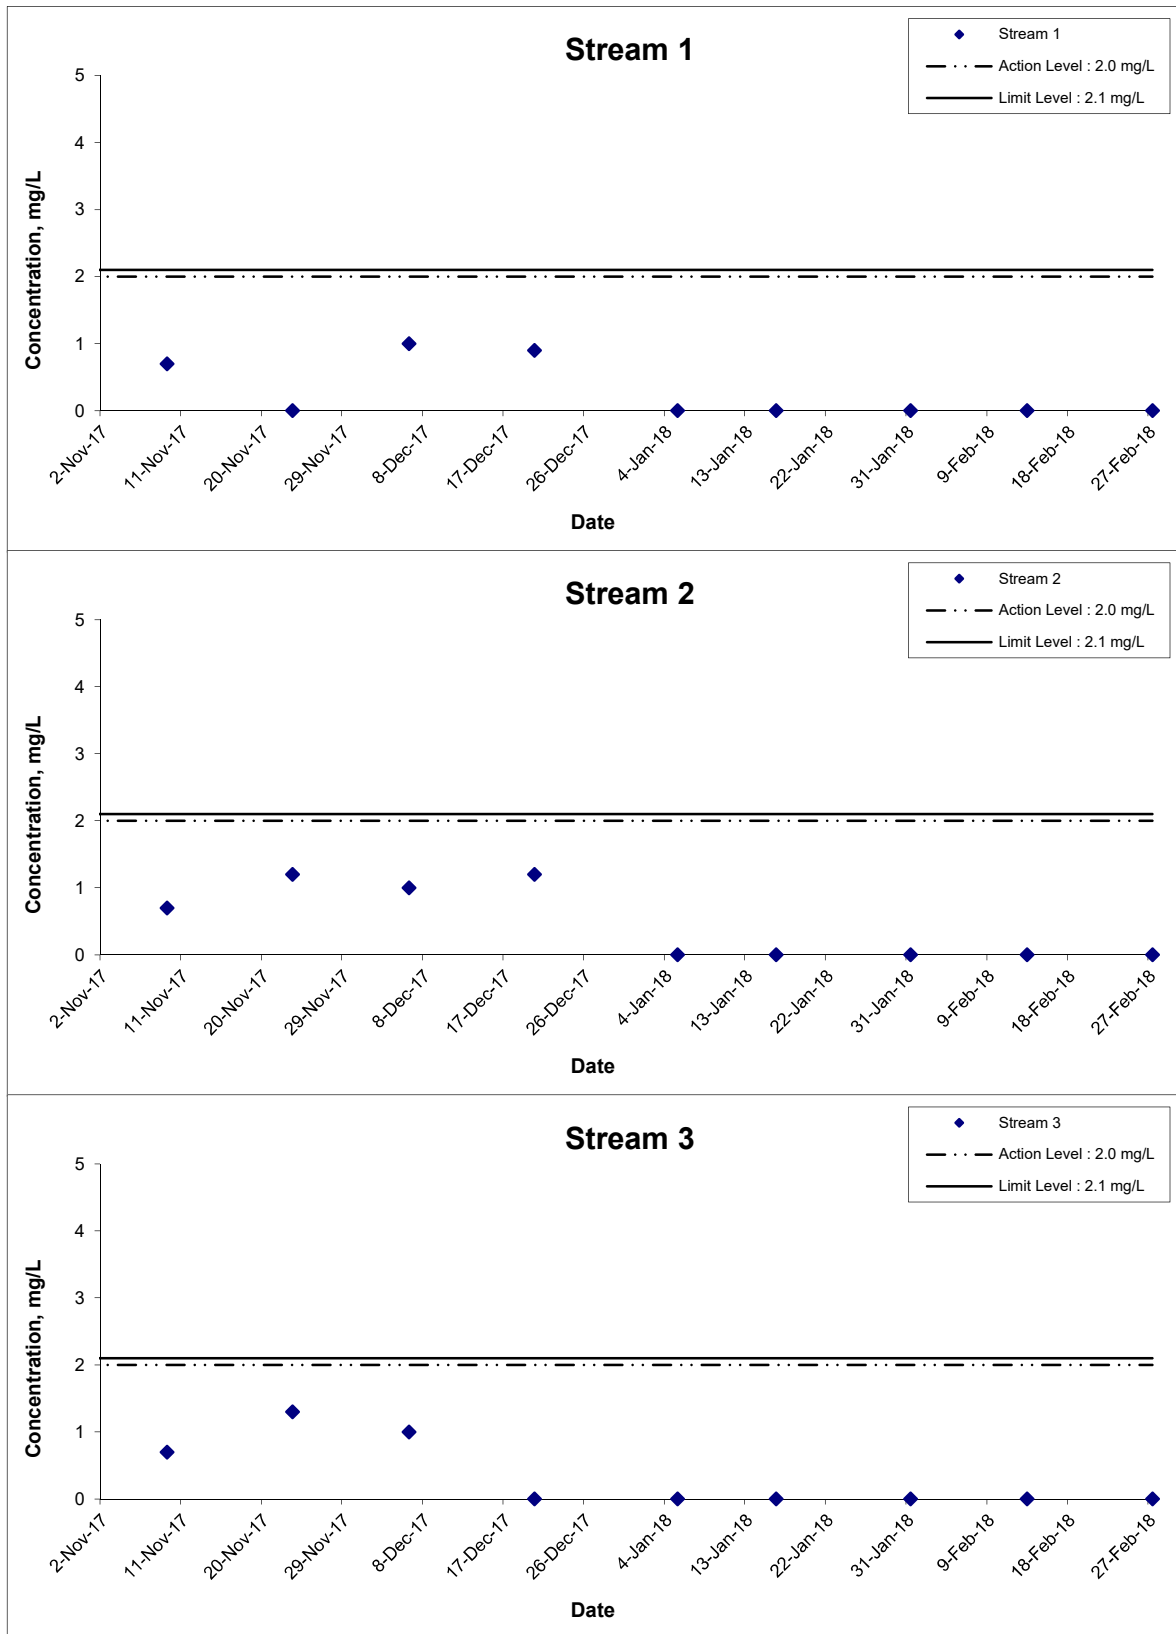 Stream 1
Stream 1
Action Level : 2.0 mg/L
Limit Level : 2.1 mg/L
5
4
3
2
1
0
Concentration, mg/L
2-Nov-17
11-Nov-17
20-Nov-17
29-Nov-17
8-Dec-17
17-Dec-17
26-Dec-17
4-Jan-18
13-Jan-18
22-Jan-18
31-Jan-18
9-Feb-18
18-Feb-18
27-Feb-18
Date
Stream 2
Stream 2
Action Level : 2.0 mg/L
Limit Level : 2.1 mg/L
5
4
3
2
1
0
Concentration, mg/L
2-Nov-17
11-Nov-17
20-Nov-17
29-Nov-17
8-Dec-17
17-Dec-17
26-Dec-17
4-Jan-18
13-Jan-18
22-Jan-18
31-Jan-18
9-Feb-18
18-Feb-18
27-Feb-18
Date
Stream 3
Stream 3
Action Level : 2.0 mg/L
Limit Level : 2.1 mg/L
5
4
3
2
1
0
Concentration, mg/L
2-Nov-17
11-Nov-17
20-Nov-17
29-Nov-17
8-Dec-17
17-Dec-17
26-Dec-17
4-Jan-18
13-Jan-18
22-Jan-18
31-Jan-18
9-Feb-18
18-Feb-18
27-Feb-18
Date